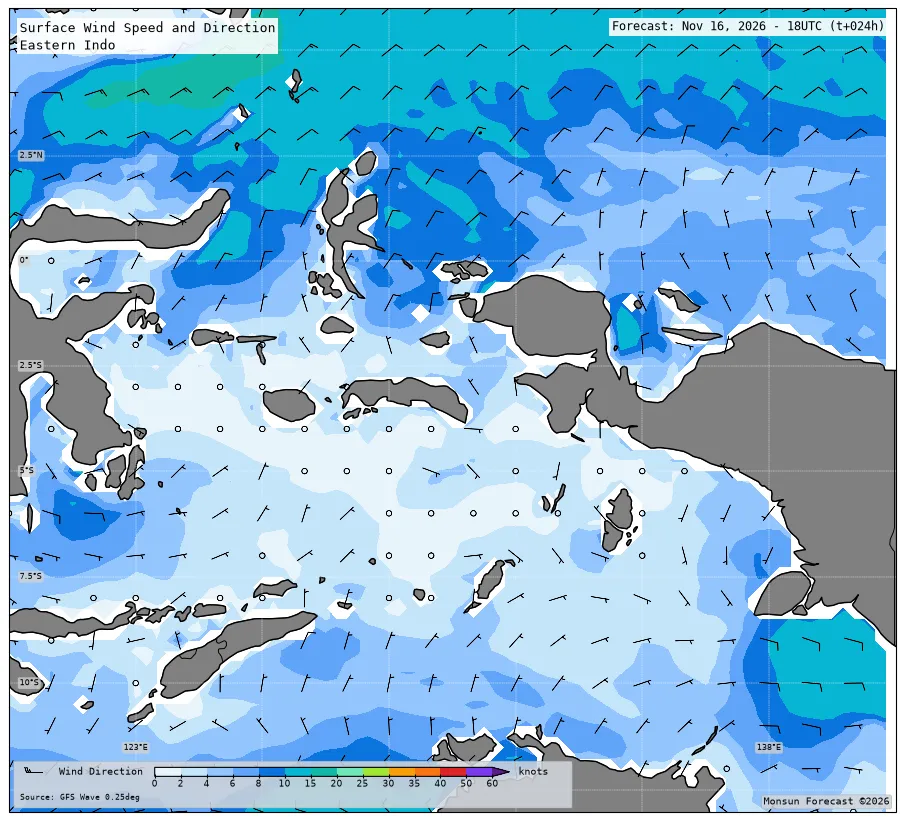 Surface Wind Speed and Direction
Eastern Indo
Forecast: Nov 16, 2026 - 18UTC (t+024h)
2.5°N
0°
2.5°S
5°S
7.5°S
10°S
123°E
138°E
Wind Direction
knots
0 2 4 6 8 10 15 20 25 30 35 40 50 60
Source: GFS Wave 0.25deg
Monsun Forecast ©2026